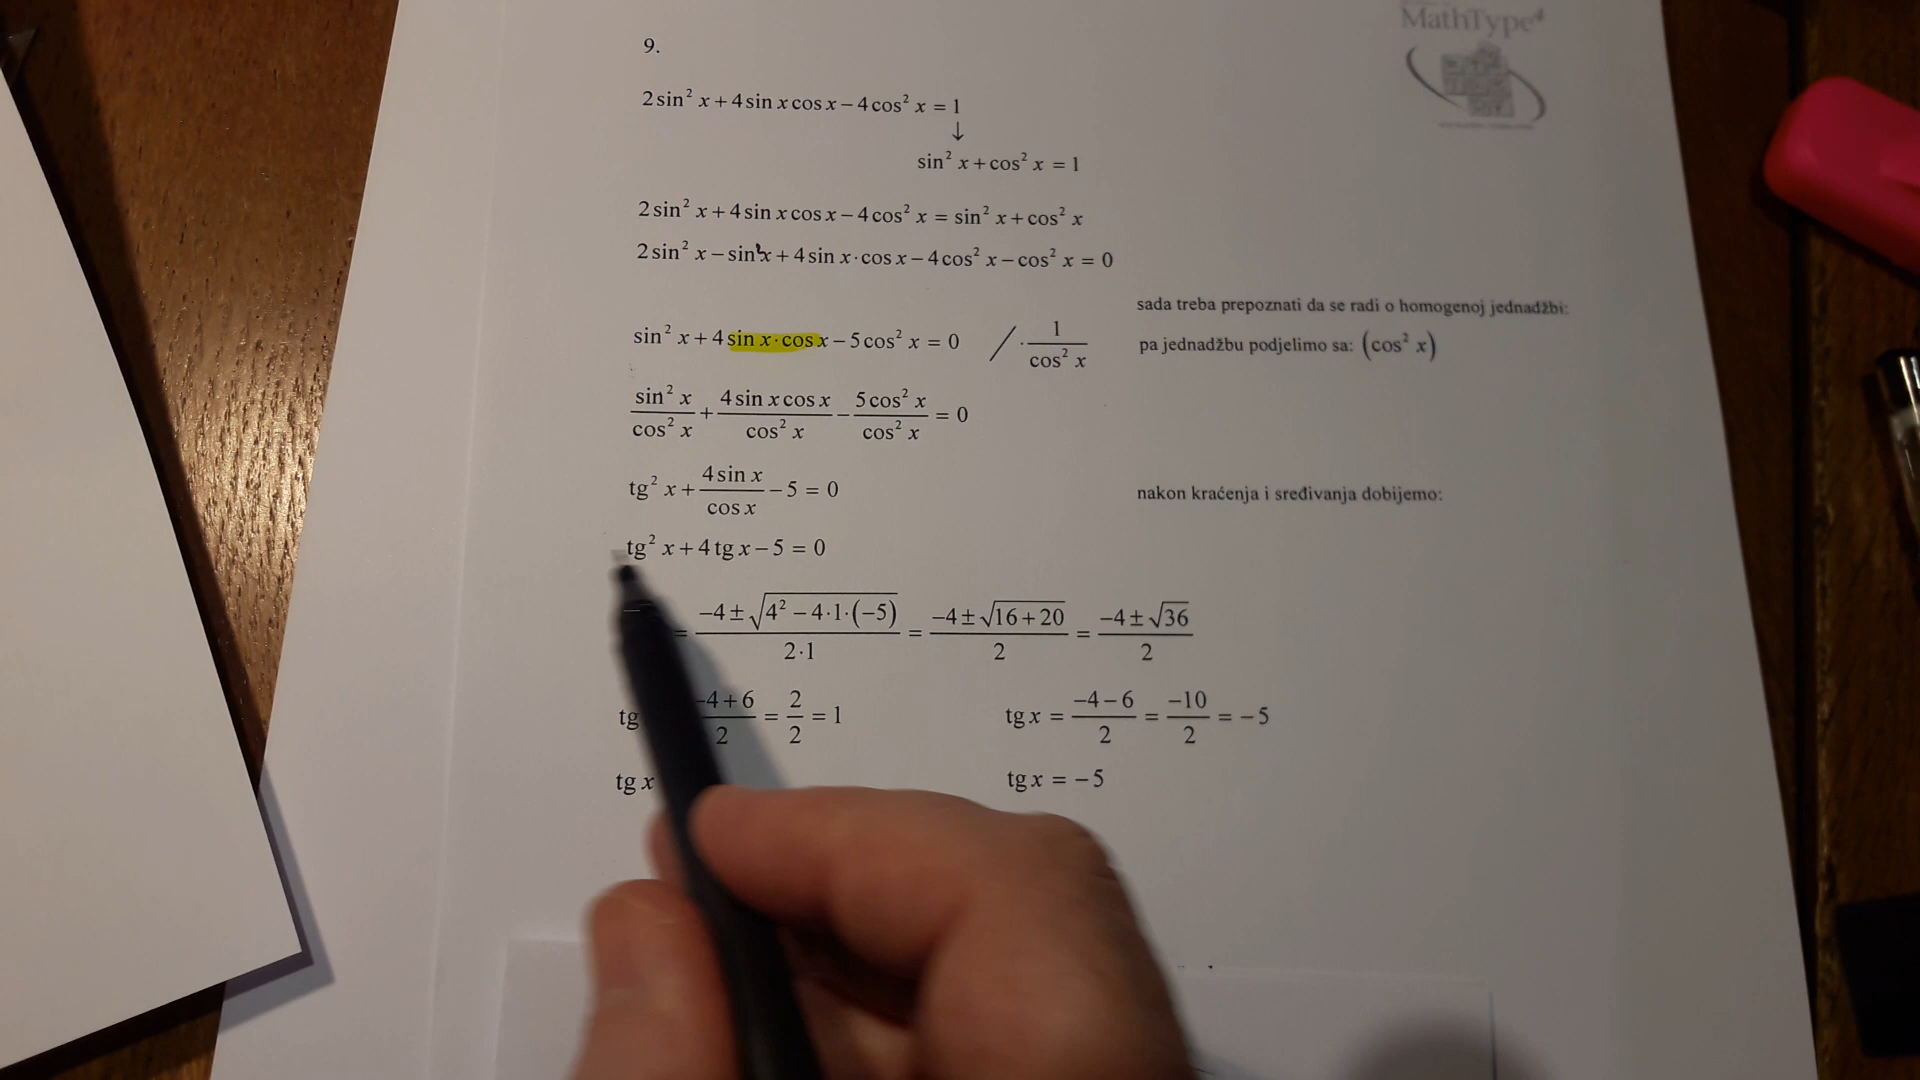 MathType⁴
9.
2 sin² x + 4 sin x cos x − 4 cos² x = 1
↓
sin² x + cos² x = 1
2 sin² x + 4 sin x cos x − 4 cos² x = sin² x + cos² x
2 sin² x − sin² x + 4 sin x · cos x − 4 cos² x − cos² x = 0
sada treba prepoznati da se radi o homogenoj jednadžbi:
sin² x + 4 sin x · cos x − 5 cos² x = 0 / · 1/cos² x pa jednadžbu podjelimo sa: (cos² x)
sin² x/cos² x + 4 sin x cos x/cos² x − 5 cos² x/cos² x = 0
tg² x + 4 sin x/cos x − 5 = 0 nakon kraćenja i sređivanja dobijemo:
tg² x + 4 tg x − 5 = 0
= −4 ± √(4² − 4·1·(−5))/2·1 = −4 ± √(16 + 20)/2 = −4 ± √36/2
tg −4 + 6/2 = 2/2 = 1 tg x = −4 − 6/2 = −10/2 = −5
tg x tg x = −5